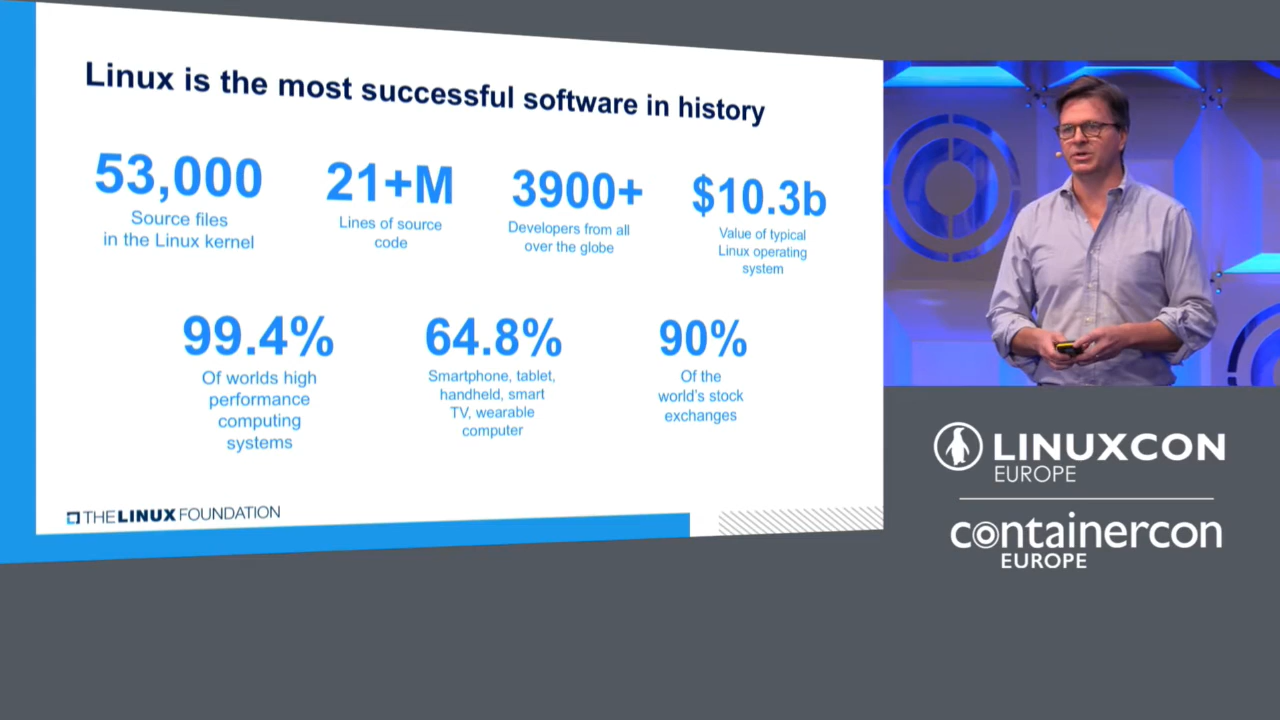 Linux is the most successful software in history
53,000
Source files
in the Linux kernel
21+M
Lines of source
code
3900+
Developers from all
over the globe
$10.3b
Value of typical
Linux operating
system
99.4%
Of worlds high
performance
computing
systems
64.8%
Smartphone, tablet,
handheld, smart
TV, wearable
computer
90%
Of the
world's stock
exchanges
THE LINUX FOUNDATION
LINUXCON
EUROPE
containercon
EUROPE